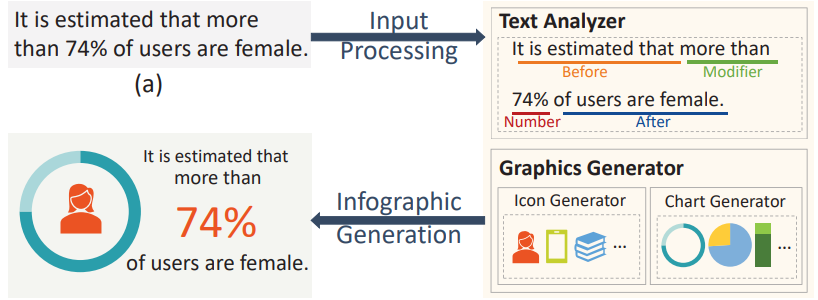 It is estimated that more
than 74% of users are female.
(a)
Input
Processing
Text Analyzer
It is estimated that more than
Before
Modifier
74% of users are female.
Number
After
Graphics Generator
Icon Generator
...
Chart Generator
...
Infographic
Generation
It is estimated that
more than
74%
of users are female.